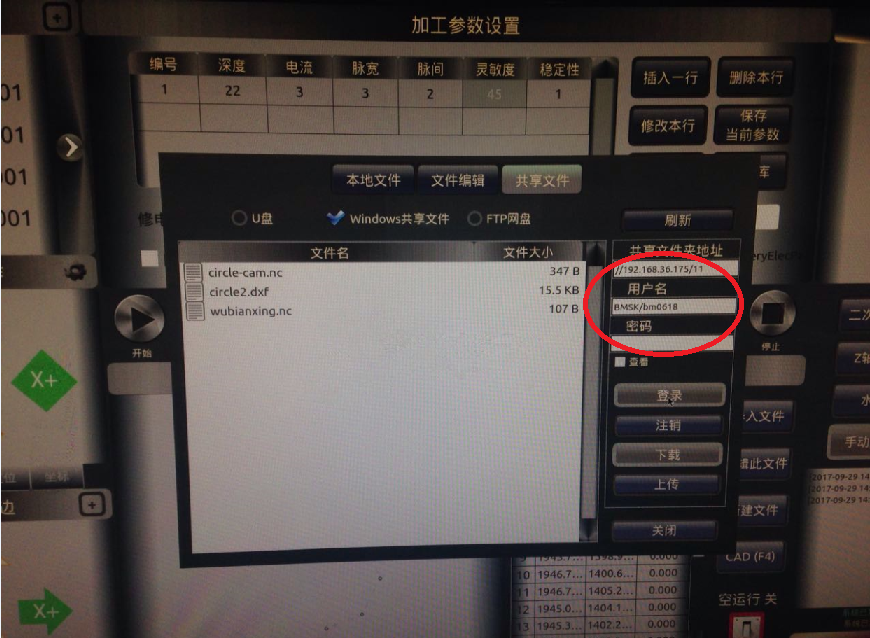 加工参数设置
编号 深度 电流 脉宽 脉间 灵敏度 稳定性
1 22 3 3 2 45 1
插入一行 删除本行
修改本行 保存
当前参数
01
01
01
001
本地文件 文件编辑 共享文件
U盘 Windows共享文件 FTP网盘 刷新
文件名 文件大小
circle-cam.nc 347 B
circle2.dxf 15.5 KB
wubianxing.nc 107 B
共享文件夹地址
//192.168.36.175/11
用户名
BMSK/bm0618
密码
查看
登录
注销
下载
上传
关闭
开始
停止
X+
X+
二次
Z轴
水
手动
入文件
辑此文件
建文件
CAD (F4)
空运行 关
2017-09-29 14
2017-09-29 14
2017-09-29 14
10 1946.7... 1400.6... 0.000
11 1946.7... 1405.2... 0.000
12 1945.0... 1404.1... 0.000
13 1945.3... 1402.2... 0.000